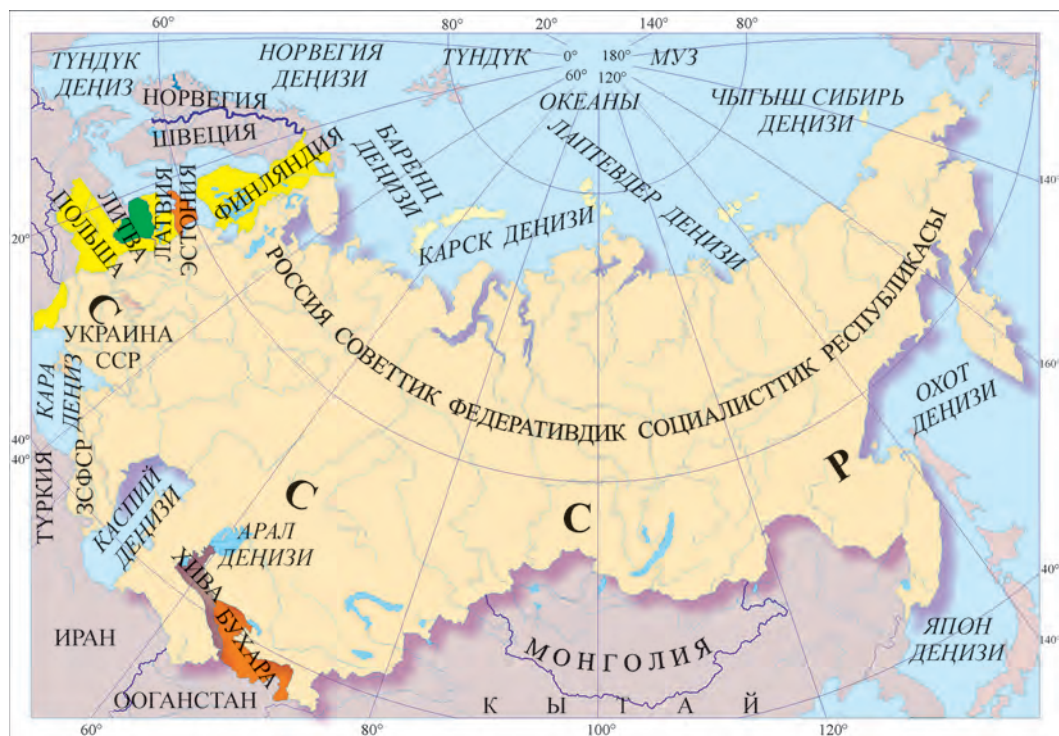 60°
80°
20°
140°
80°
ТҮНДҮК
ДЕҢИЗ
НОРВЕГИЯ
ДЕҢИЗИ
ТҮНДҮК
0°
180°
МУЗ
60°
120°
ОКЕАНЫ
НОРВЕГИЯ
ШВЕЦИЯ
ЧЫГЫШ СИБИРЬ
ДЕҢИЗИ
БАРЕНЦ
ДЕҢИЗИ
ЛАПТЕВДЕР ДЕҢИЗИ
КАРСК ДЕҢИЗИ
ФИНЛЯНДИЯ
ЭСТОНИЯ
ЛАТВИЯ
ЛИТВА
ПОЛЬША
140°
20°
РОССИЯ СОВЕТТИК ФЕДЕРАТИВДИК СОЦИАЛИСТТИК РЕСПУБЛИКАСЫ
С
УКРАИНА
ССР
160°
КАРА
ДЕҢИЗ
ОХОТ
ДЕҢИЗИ
40°
40°
ТҮРКИЯ
ЗСФСР
КАСПИЙ
ДЕҢИЗИ
С
С
Р
АРАЛ
ДЕҢИЗИ
ХИВА
БУХАРА
40°
ИРАН
МОНГОЛИЯ
ЯПОН
ДЕҢИЗИ
140°
ООГАНСТАН
КЫТАЙ
60°
80°
100°
120°